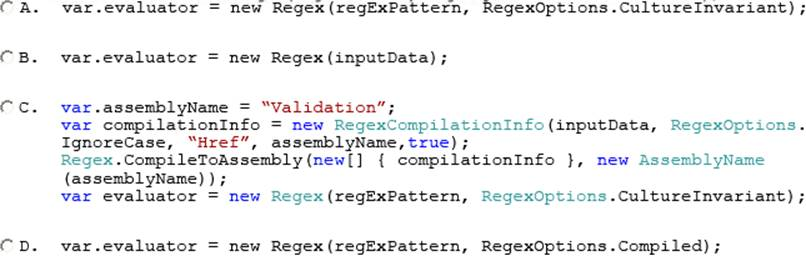 A. var.evaluator = new Regex(regExPattern, RegexOptions.CultureInvariant);
B. var.evaluator = new Regex(inputData);
C. var.assemblyName = “Validation”;
var compilationInfo = new RegexCompilationInfo(inputData, RegexOptions.
IgnoreCase, “Href”, assemblyName,true);
Regex.CompileToAssembly(new[] { compilationInfo }, new AssemblyName
(assemblyName));
var evaluator = new Regex(regExPattern, RegexOptions.CultureInvariant);
D. var.evaluator = new Regex(regExPattern, RegexOptions.Compiled);